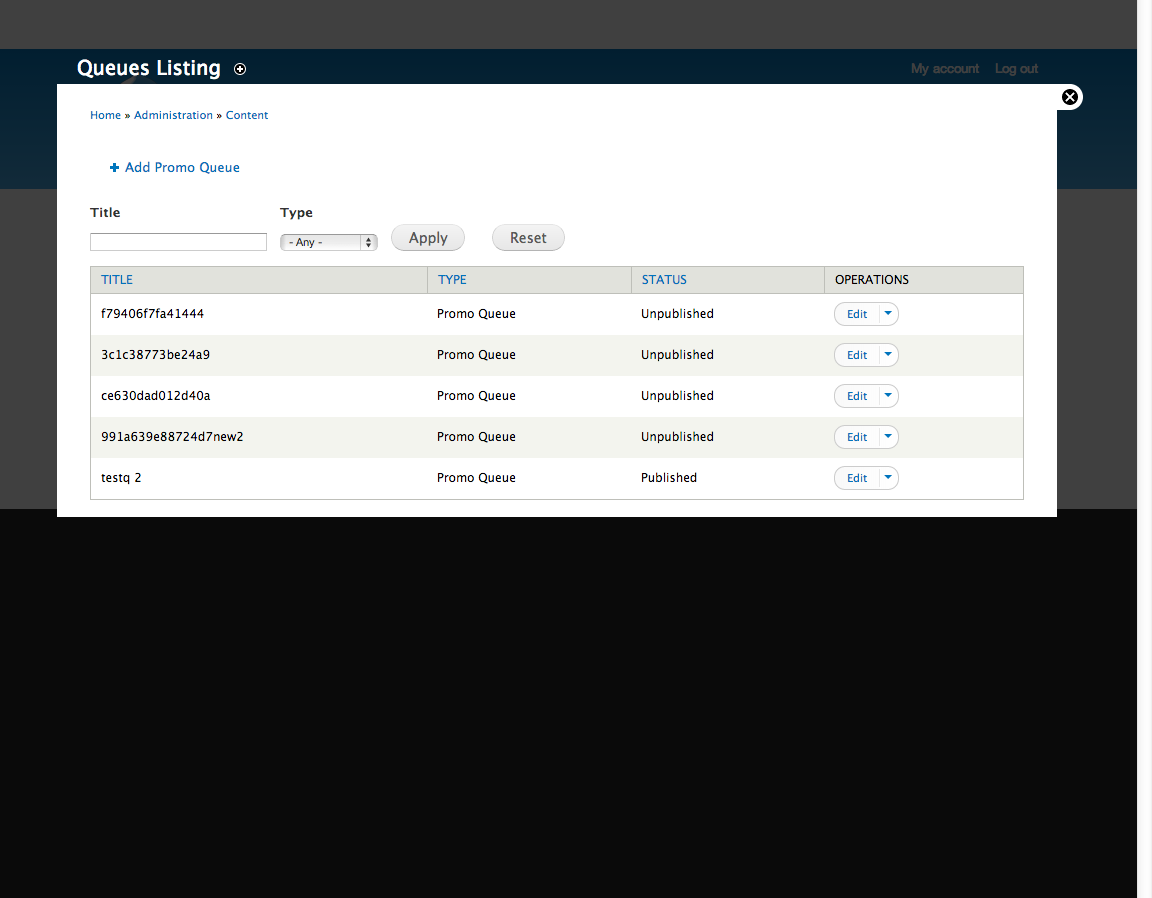 Queues Listing
My account Log out
Home » Administration » Content
Add Promo Queue
Title Type
- Any - Apply Reset
TITLE TYPE STATUS OPERATIONS
f79406f7fa41444 Promo Queue Unpublished Edit
3c1c38773be24a9 Promo Queue Unpublished Edit
ce630dad012d40a Promo Queue Unpublished Edit
991a639e88724d7new2 Promo Queue Unpublished Edit
testq 2 Promo Queue Published Edit